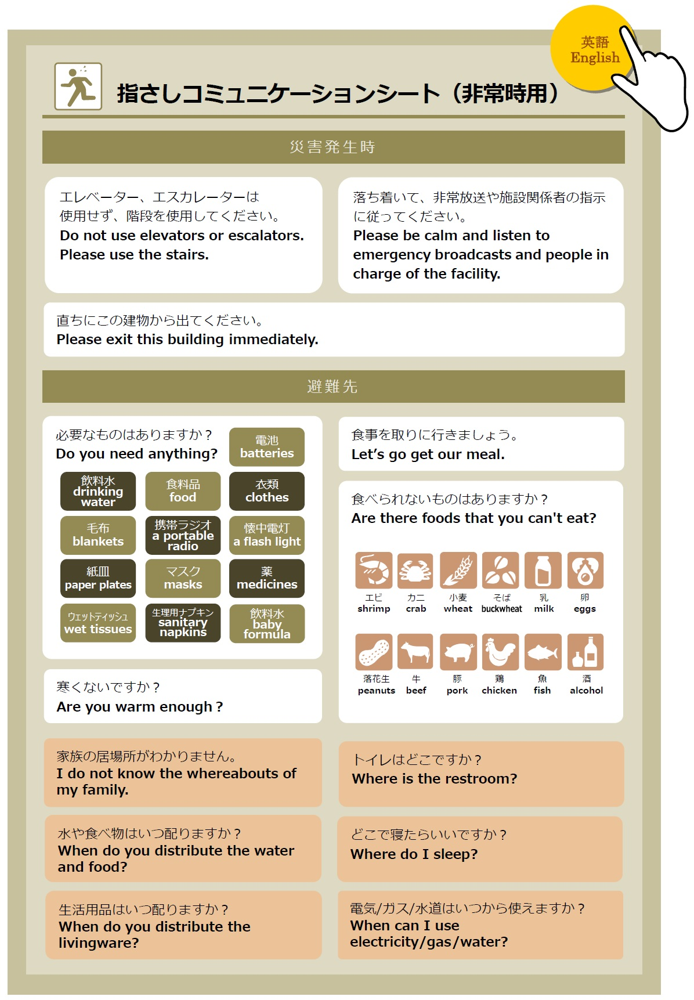 英語
English
指さしコミュニケーションシート（非常時用）
災害発生時
エレベーター、エスカレーターは
使用せず、階段を使用してください。
Do not use elevators or escalators.
Please use the stairs.
落ち着いて、非常放送や施設関係者の指示
に従ってください。
Please be calm and listen to
emergency broadcasts and people in
charge of the facility.
直ちにこの建物から出てください。
Please exit this building immediately.
避難先
必要なものはありますか？
Do you need anything?
電池
batteries
飲料水
drinking
water
食料品
food
衣類
clothes
毛布
blankets
携帯ラジオ
a portable
radio
懐中電灯
a flash light
紙皿
paper plates
マスク
masks
薬
medicines
ウェットティッシュ
wet tissues
生理用ナプキン
sanitary
napkins
飲料水
baby
formula
寒くないですか？
Are you warm enough？
食事を取りに行きましょう。
Let’s go get our meal.
食べられないものはありますか？
Are there foods that you can't eat?
エビ
shrimp
カニ
crab
小麦
wheat
そば
buckwheat
乳
milk
卵
eggs
落花生
peanuts
牛
beef
豚
pork
鶏
chicken
魚
fish
酒
alcohol
家族の居場所がわかりません。
I do not know the whereabouts of
my family.
トイレはどこですか？
Where is the restroom?
水や食べ物はいつ配りますか？
When do you distribute the water
and food?
どこで寝たらいいですか？
Where do I sleep?
生活用品はいつ配りますか？
When do you distribute the
livingware?
電気/ガス/水道はいつから使えますか？
When can I use
electricity/gas/water?